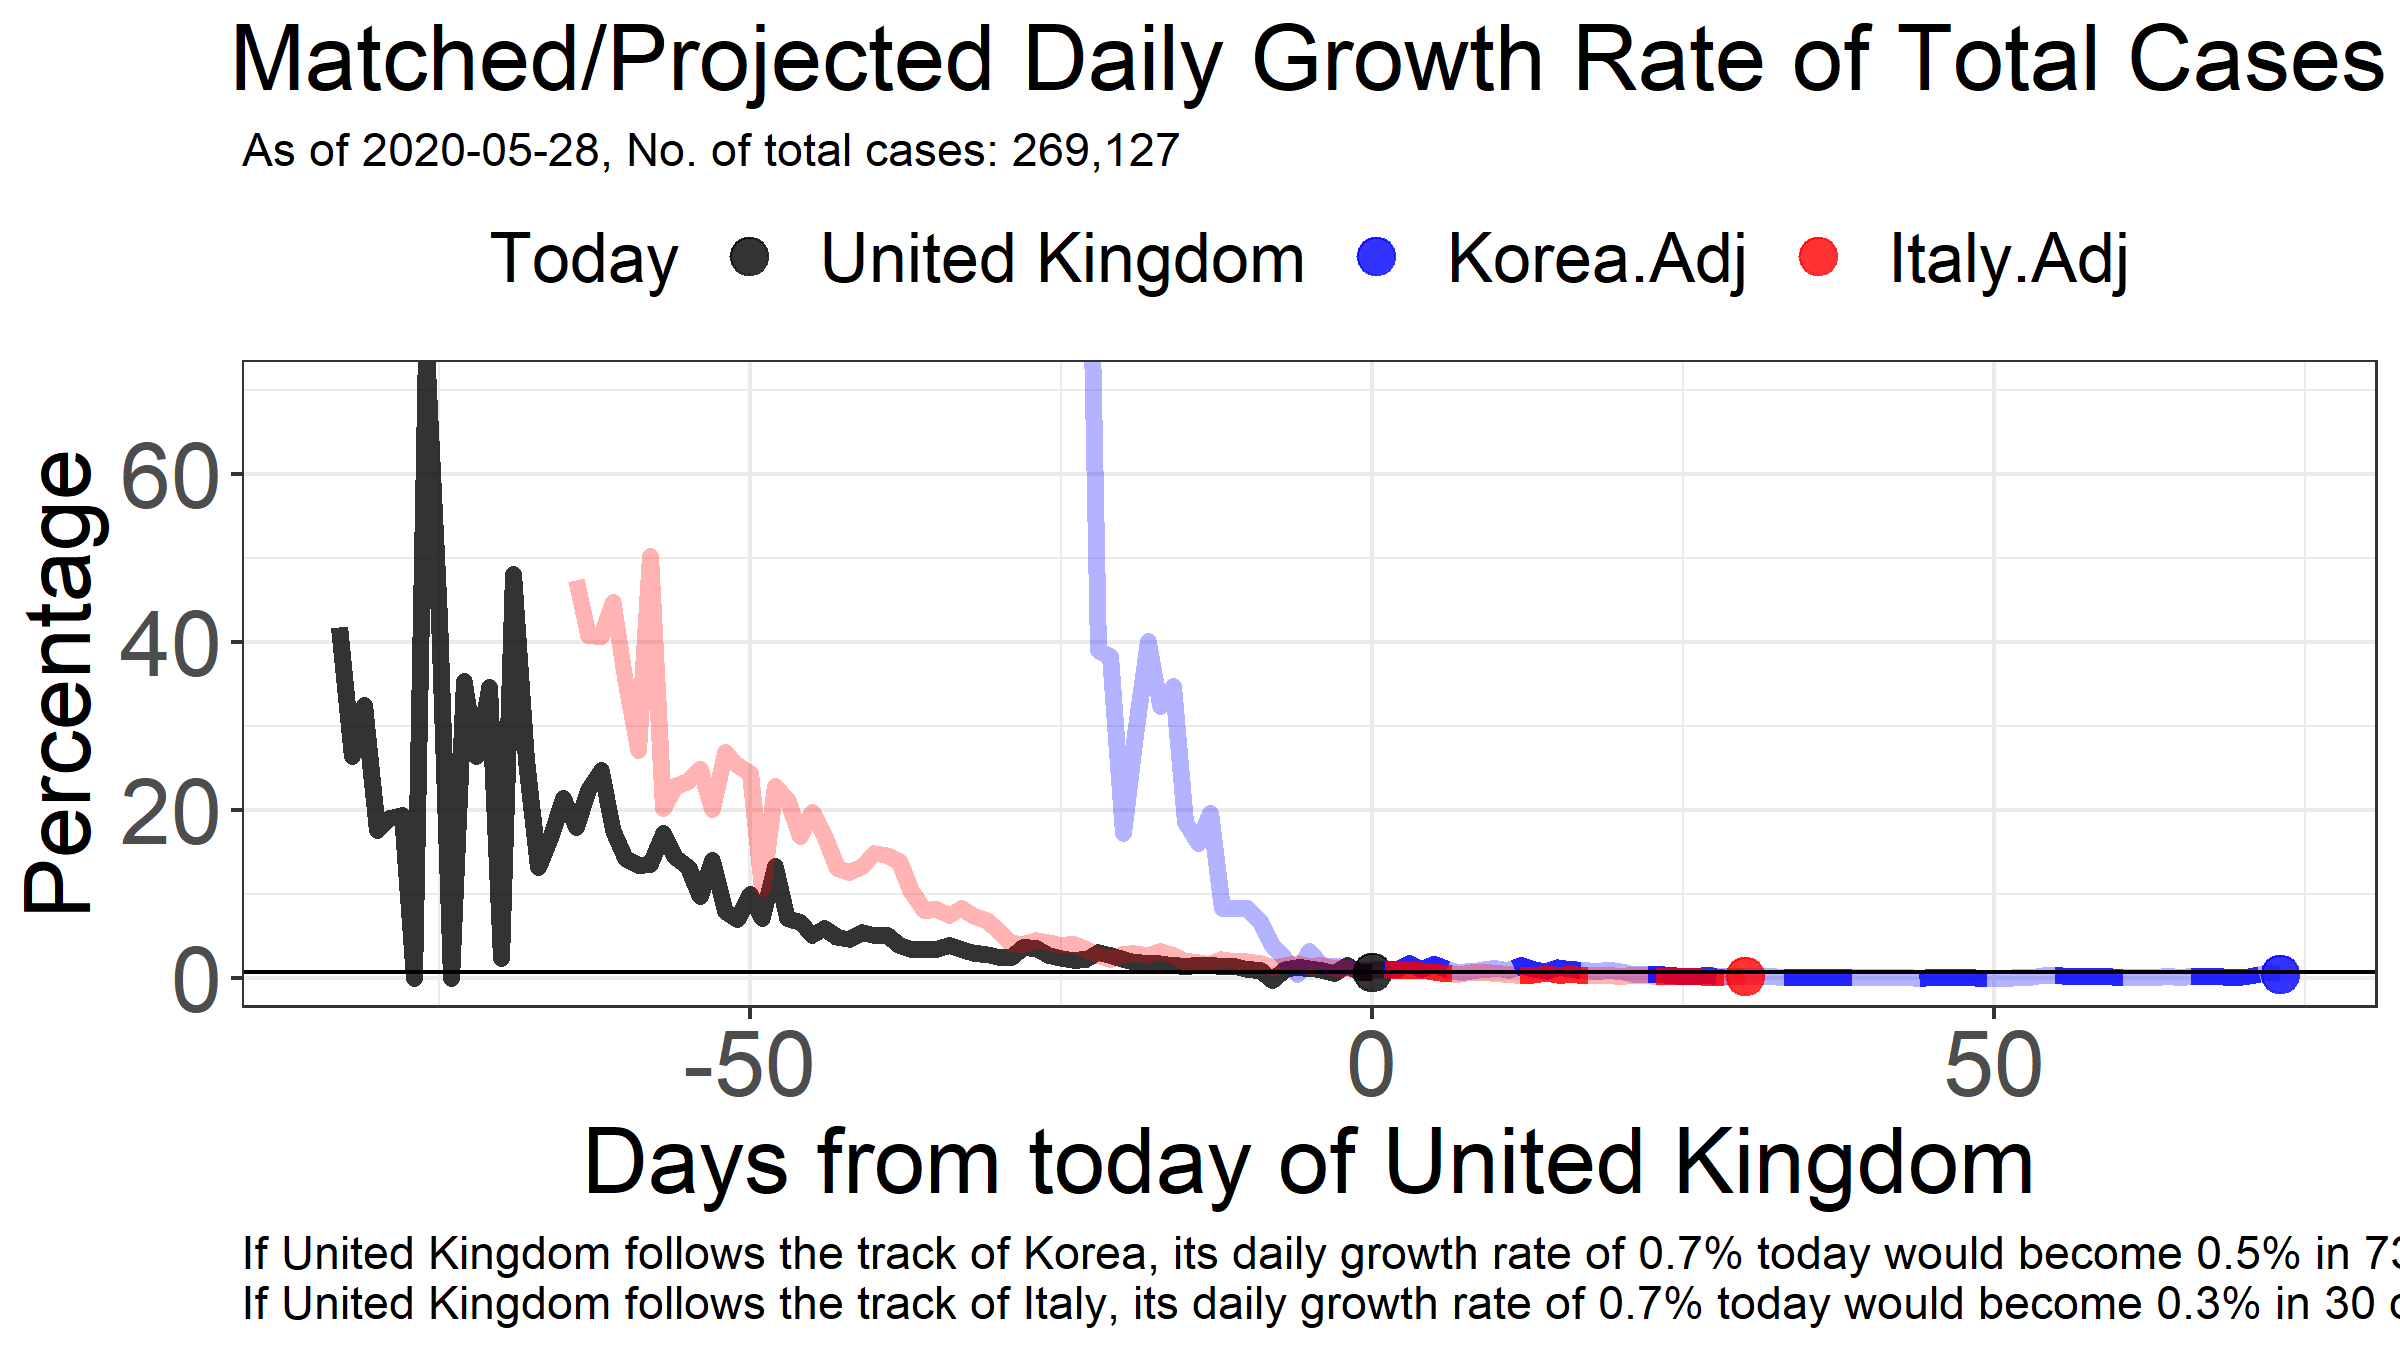 Matched/Projected Daily Growth Rate of Total Cases
As of 2020-05-28, No. of total cases: 269,127
Today United Kingdom Korea.Adj Italy.Adj
Percentage
60
40
20
0
-50 0 50
Days from today of United Kingdom
If United Kingdom follows the track of Korea, its daily growth rate of 0.7% today would become 0.5% in 73
If United Kingdom follows the track of Italy, its daily growth rate of 0.7% today would become 0.3% in 30